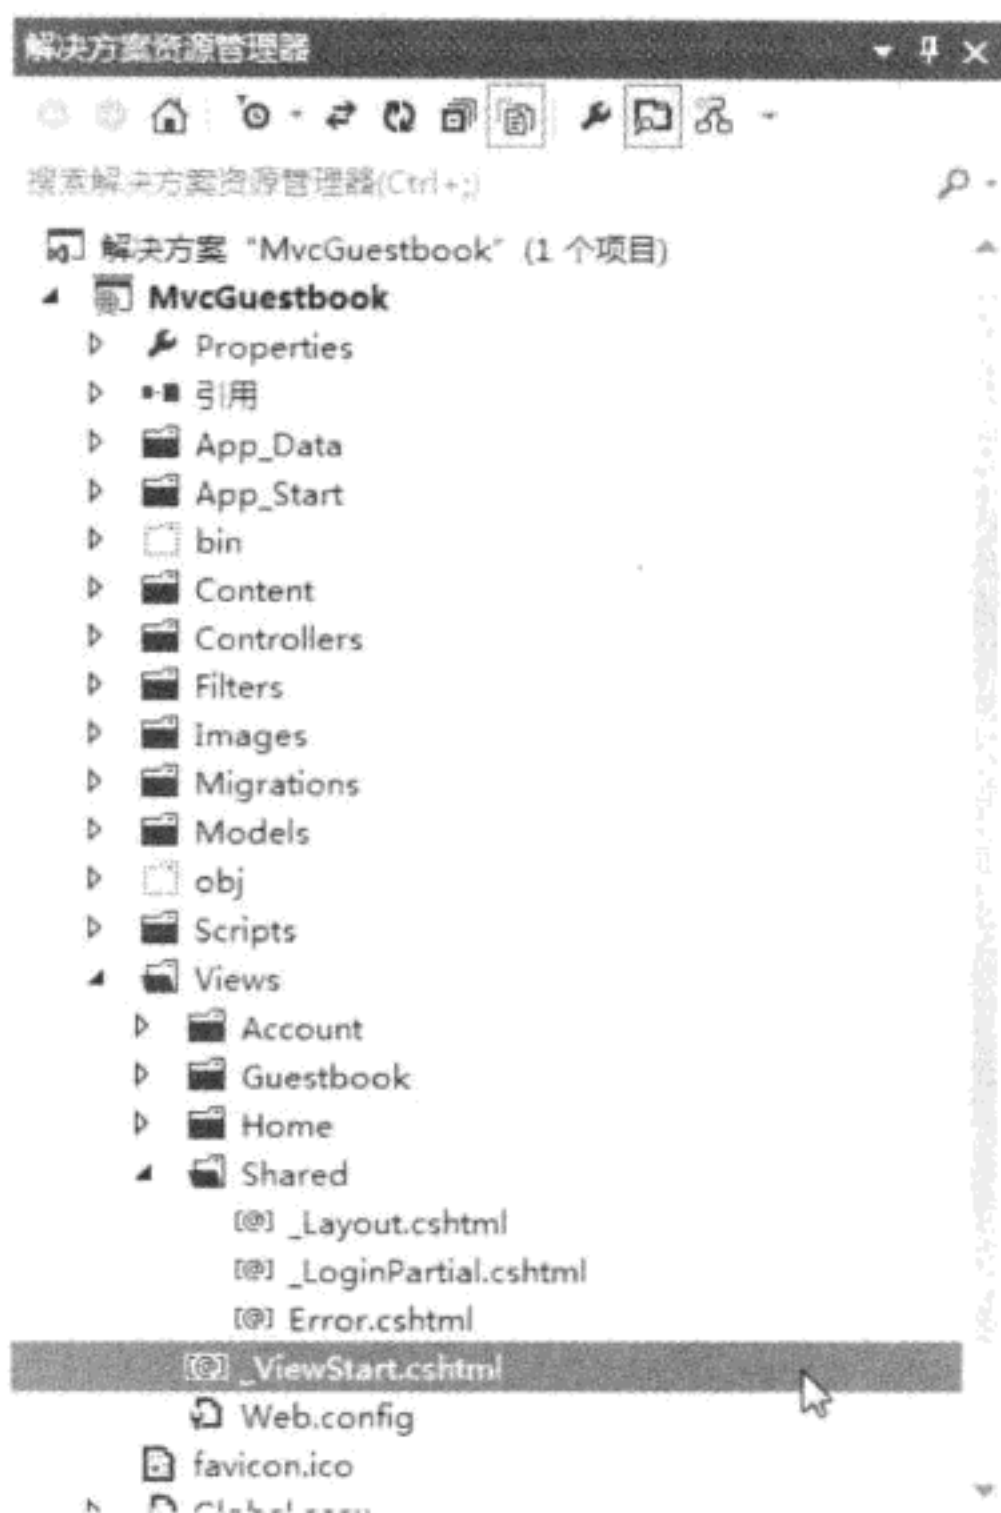 解决方案资源管理器
搜索解决方案资源管理器(Ctrl+;)
解决方案 "MvcGuestbook" (1 个项目)
MvcGuestbook
Properties
引用
App_Data
App_Start
bin
Content
Controllers
Filters
Images
Migrations
Models
obj
Scripts
Views
Account
Guestbook
Home
Shared
_Layout.cshtml
_LoginPartial.cshtml
Error.cshtml
_ViewStart.cshtml
Web.config
favicon.ico